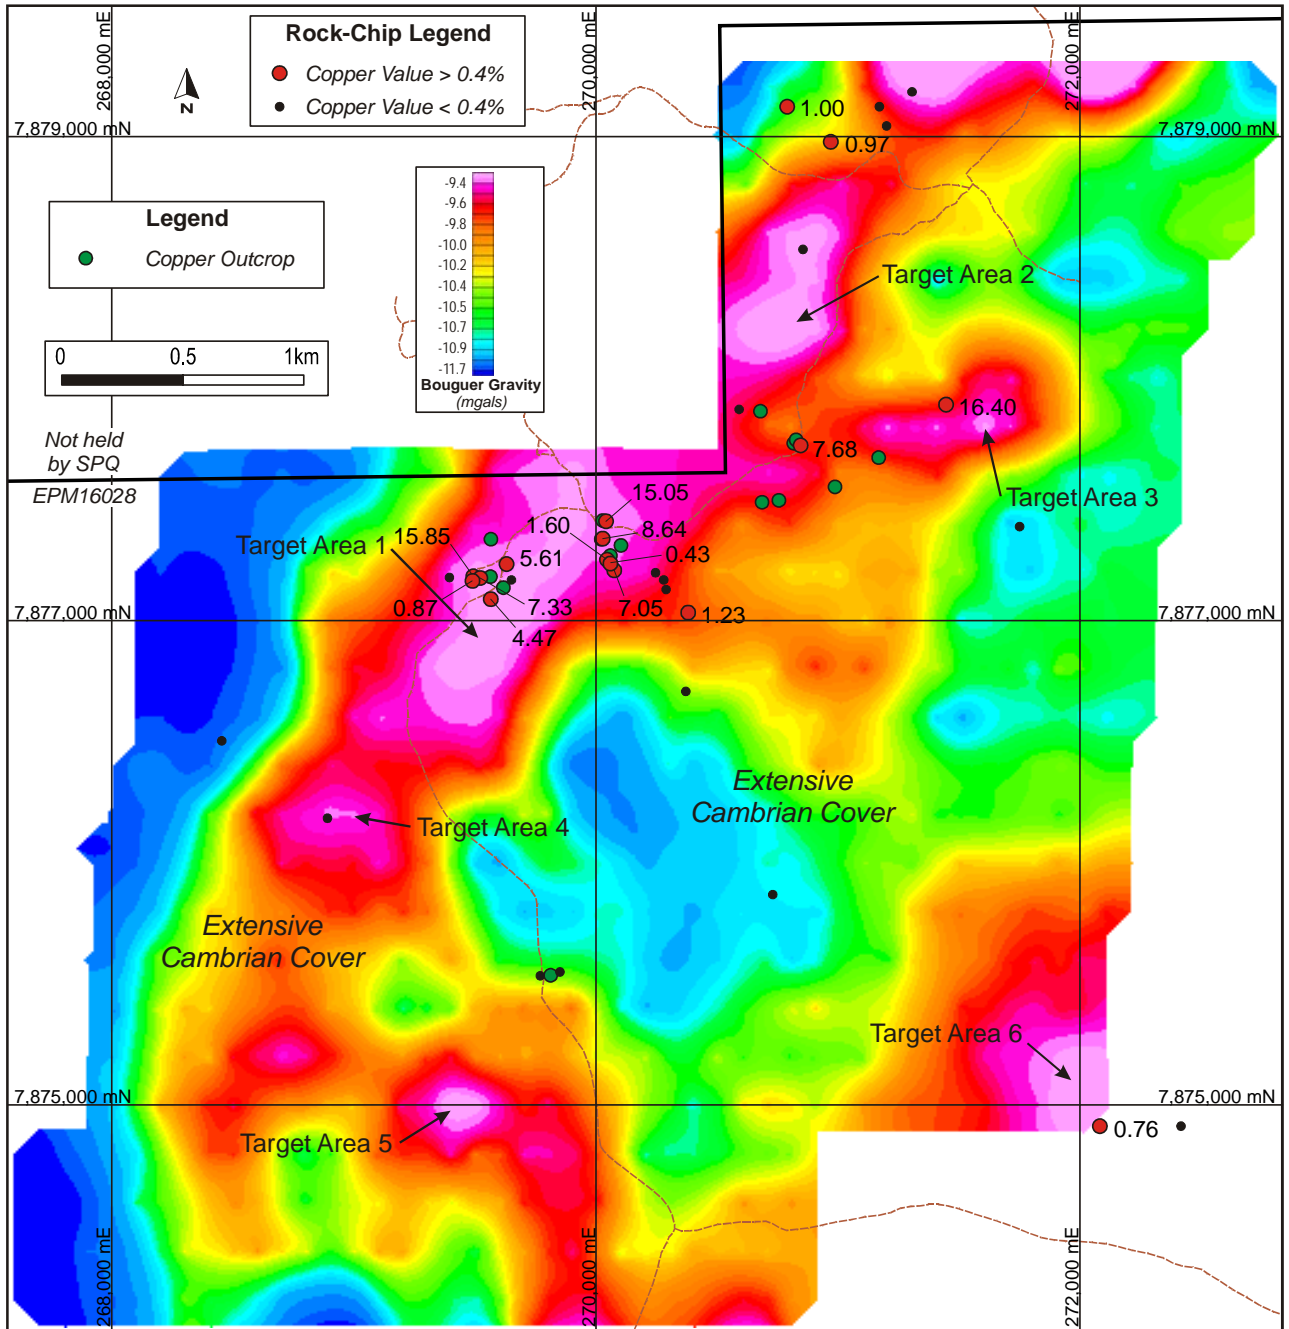 268,000 mE
270,000 mE
272,000 mE
Rock-Chip Legend
Copper Value > 0.4%
Copper Value < 0.4%
N
7,879,000 mN
7,879,000 mN
1.00
0.97
Legend
Copper Outcrop
-9.4
-9.6
-9.8
-10.0
-10.2
-10.4
-10.5
-10.7
-10.9
-11.7
Bouguer Gravity
(mgals)
0 0.5 1km
Target Area 2
16.40
7.68
Not held
by SPQ
EPM16028
Target Area 3
15.05
1.60
8.64
15.85
Target Area 1
5.61
0.43
0.87
7.33
7.05
1.23
4.47
7,877,000 mN
7,877,000 mN
Extensive
Cambrian Cover
Target Area 4
Extensive
Cambrian Cover
Target Area 6
7,875,000 mN
7,875,000 mN
0.76
Target Area 5
268,000 mE
270,000 mE
272,000 mE